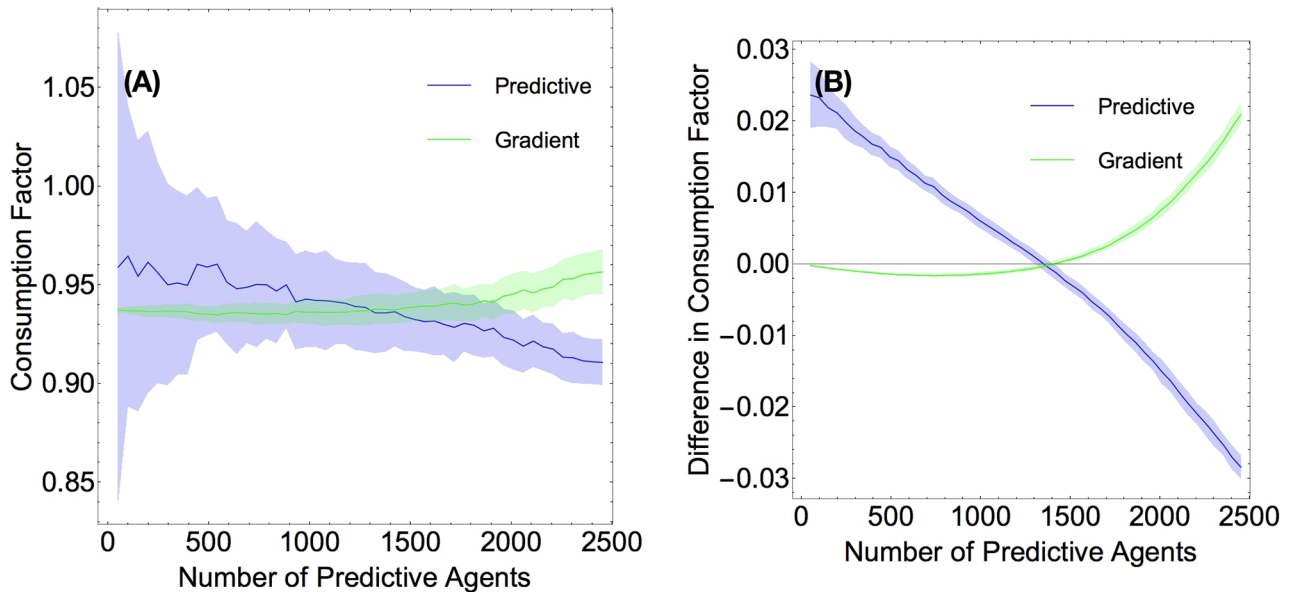 (A)
Predictive
Gradient
1.05
1.00
0.95
0.90
0.85
Consumption Factor
0 500 1000 1500 2000 2500
Number of Predictive Agents
(B)
Predictive
Gradient
0.03
0.02
0.01
0.00
−0.01
−0.02
−0.03
Difference in Consumption Factor
0 500 1000 1500 2000 2500
Number of Predictive Agents